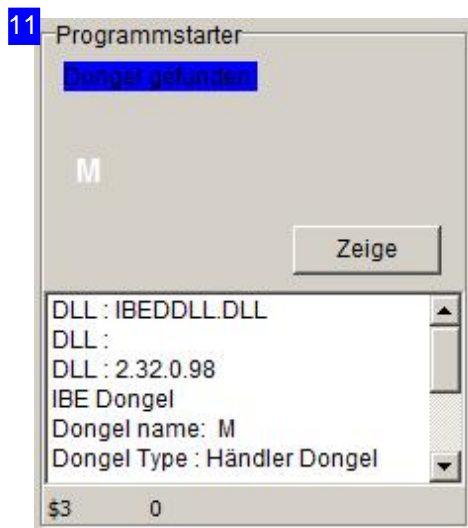 11
Programmstarter
Dongel gefunden
M
Zeige
DLL : IBEDDLL.DLL
DLL :
DLL : 2.32.0.98
IBE Dongel
Dongel name: M
Dongel Type : Händler Dongel
$3 0